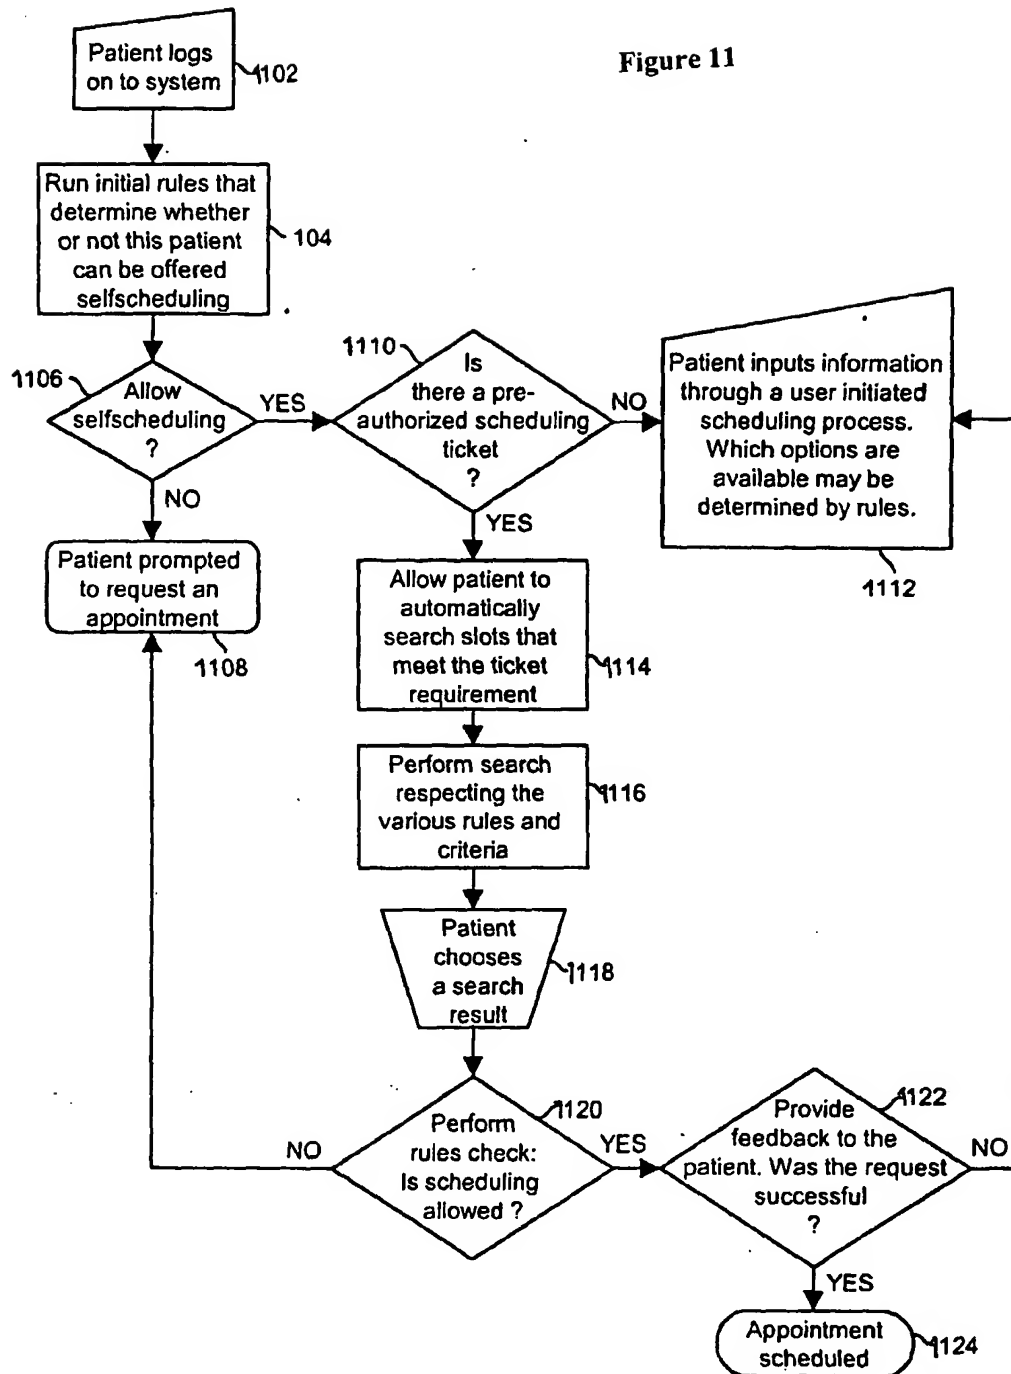 Figure 11
Patient logs
on to system
1102
Run initial rules that
determine whether
or not this patient
can be offered
selfscheduling
104
1106
Allow
selfscheduling
?
YES
NO
Patient prompted
to request an
appointment
1108
1110
Is
there a pre-
authorized scheduling
ticket
?
NO
YES
Patient inputs information
through a user initiated
scheduling process.
Which options are
available may be
determined by rules.
1112
Allow patient to
automatically
search slots that
meet the ticket
requirement
1114
Perform search
respecting the
various rules and
criteria
1116
Patient
chooses
a search
result
1118
1120
Perform
rules check:
Is scheduling
allowed ?
NO
YES
1122
Provide
feedback to the
patient. Was the request
successful
?
NO
YES
Appointment
scheduled
1124